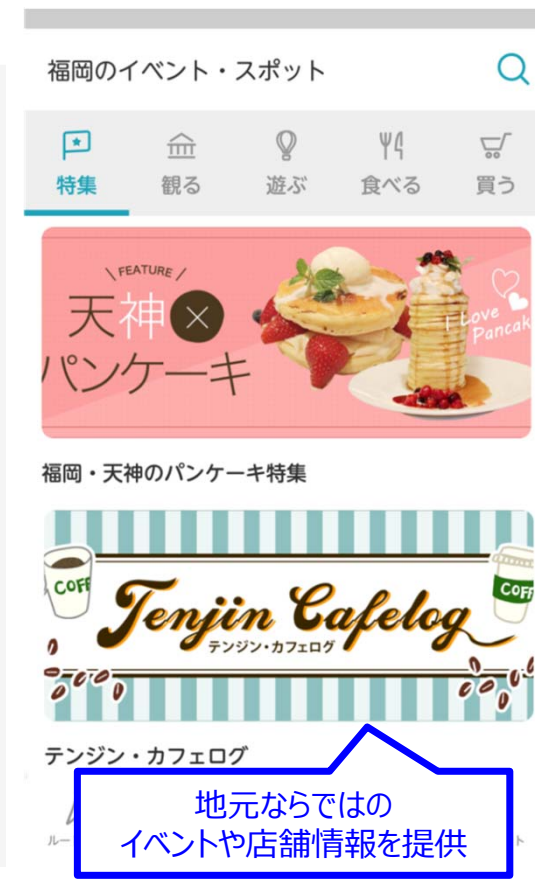 福岡のイベント・スポット
特集 観る 遊ぶ 食べる 買う
FEATURE
天神×
パンケーキ
I Love
Pancak
福岡・天神のパンケーキ特集
COFF
COFF
Tenjin Cafelog
テンジン・カフェログ
テンジン・カフェログ
地元ならではの
イベントや店舗情報を提供
ルー
ト